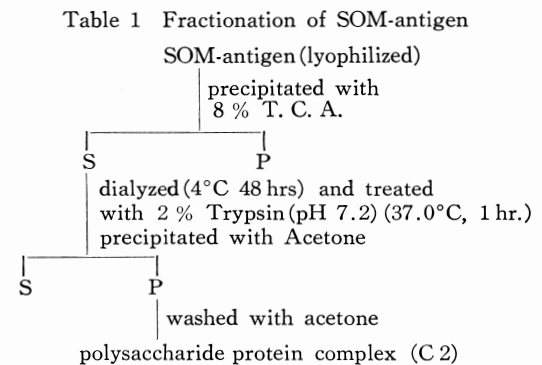 Table 1 Fractionation of SOM-antigen
SOM-antigen (lyophilized)
precipitated with
8 % T. C. A.
S P
dialyzed (4°C 48 hrs) and treated
with 2 % Trypsin (pH 7.2) (37.0°C, 1 hr.)
precipitated with Acetone
S P
washed with acetone
polysaccharide protein complex (C 2)